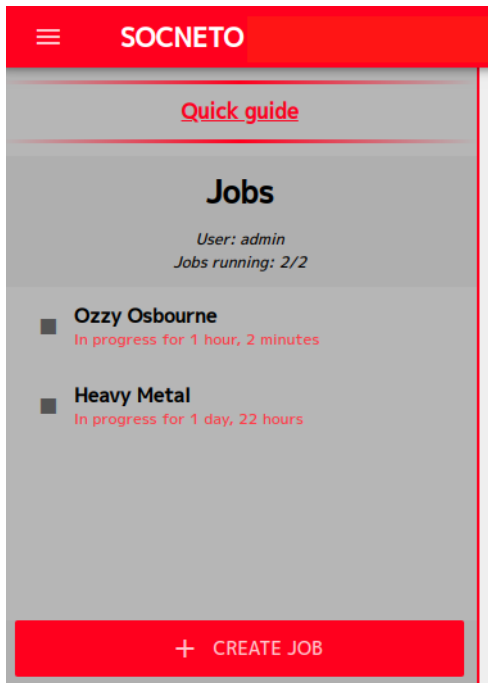 SOCNETO
Quick guide
Jobs
User: admin
Jobs running: 2/2
Ozzy Osbourne
In progress for 1 hour, 2 minutes
Heavy Metal
In progress for 1 day, 22 hours
+ CREATE JOB